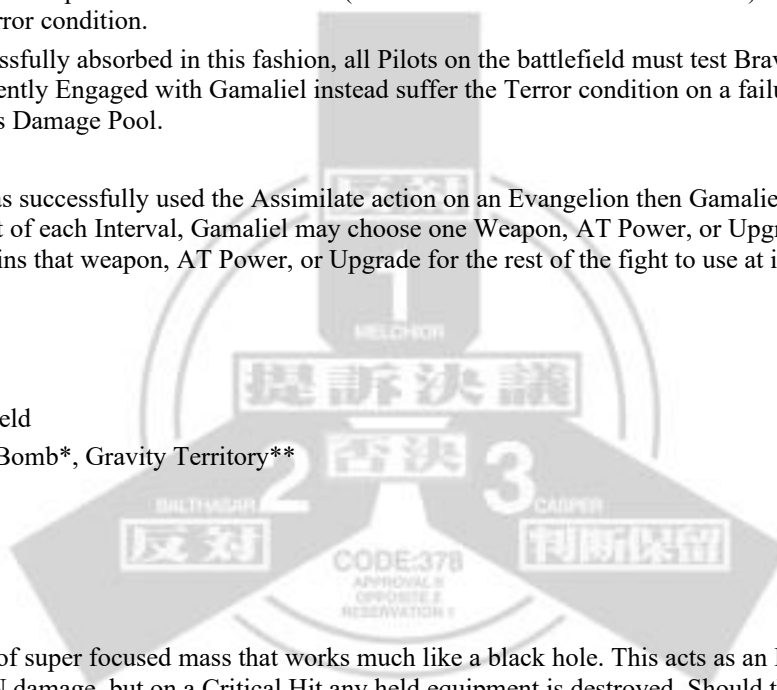 rror condition.
ssfully absorbed in this fashion, all Pilots on the battlefield must test Brav
ently Engaged with Gamaliel instead suffer the Terror condition on a failu
s Damage Pool.
as successfully used the Assimilate action on an Evangelion then Gamalie
t of each Interval, Gamaliel may choose one Weapon, AT Power, or Upgr
ins that weapon, AT Power, or Upgrade for the rest of the fight to use at i
反対
1
MELCHIOR
提訴決議
eld
Bomb*, Gravity Territory**
否決
2
3
BALTHASAR
CASPER
反対
判断保留
CODE:378
APPROVAL:0
OPPOSITE:2
RESERVATION:1
of super focused mass that works much like a black hole. This acts as an
damage, but on a Critical Hit any held equipment is destroyed. Should t